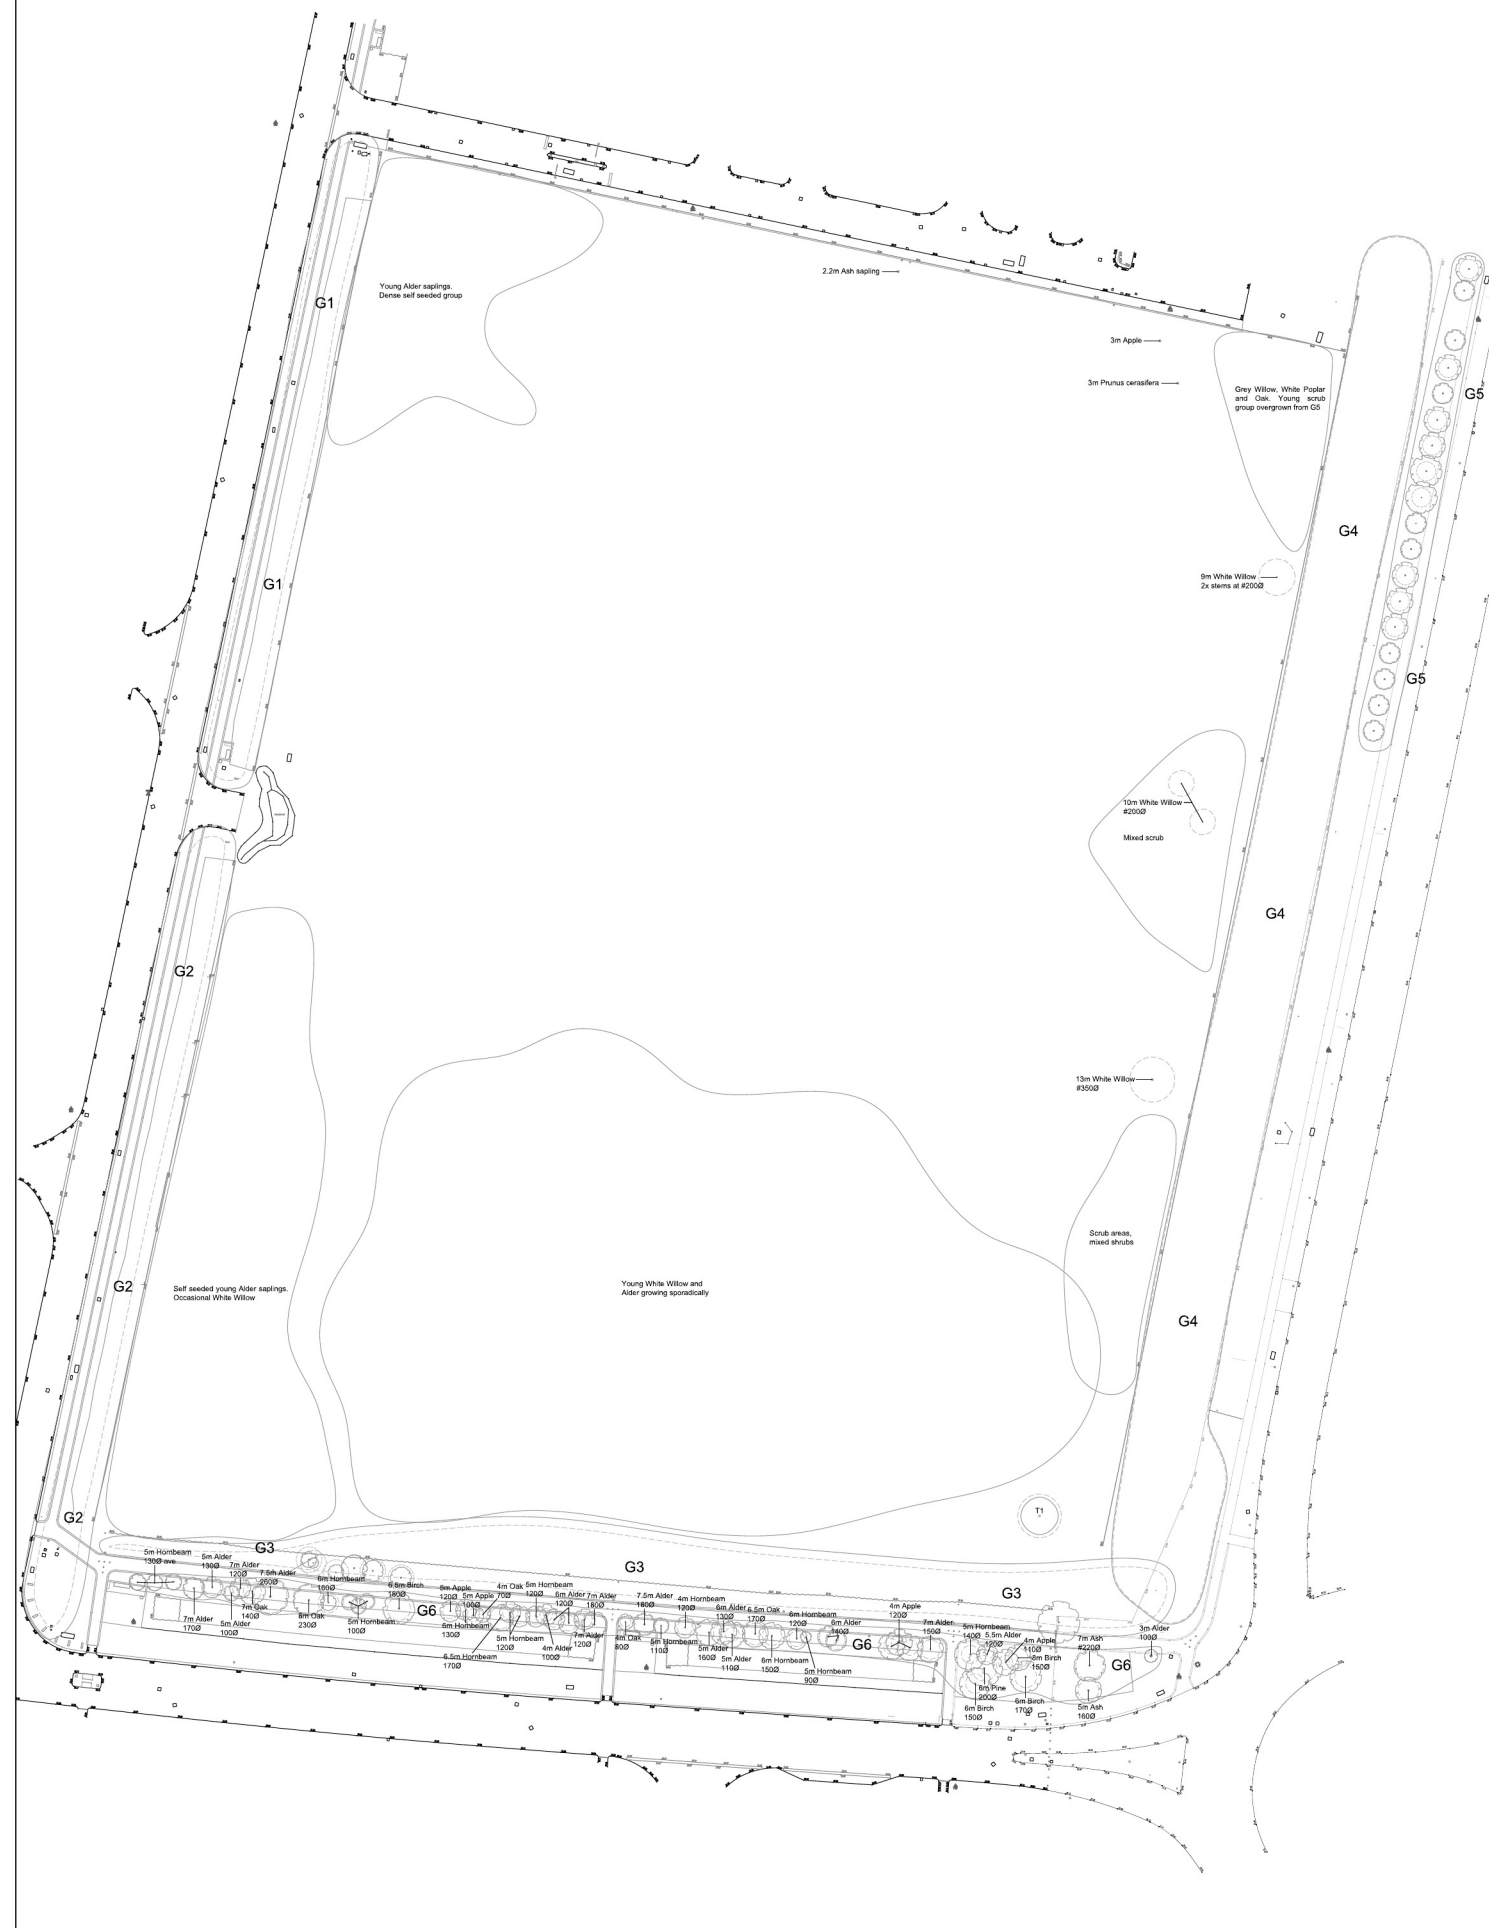 G1
Young Alder saplings.
Dense self seeded group
2.2m Ash sapling
3m Apple
3m Prunus cerasifera
Grey Willow, White Poplar
and Oak. Young scrub
group overgrown from G5
G5
G4
9m White Willow
2x stems at #200Ø
G1
G5
10m White Willow
#200Ø
Mixed scrub
G4
G2
13m White Willow
#350Ø
Scrub areas,
mixed shrubs
G2
Self seeded young Alder saplings.
Occasional White Willow
Young White Willow and
Alder growing sporadically
G4
T1
G2
G3
G3
G3
5m Hornbeam
130Ø ave
5m Alder
130Ø
7m Alder
120Ø
7.5m Alder
260Ø
6m Hornbeam
160Ø
6.5m Birch
180Ø
5m Apple
120Ø
5m Apple
100Ø
4m Oak
70Ø
5m Hornbeam
120Ø
6m Alder
120Ø
7m Alder
180Ø
7.5m Alder
180Ø
4m Hornbeam
120Ø
6m Alder
130Ø
6.5m Oak
170Ø
6m Hornbeam
120Ø
6m Alder
140Ø
4m Apple
120Ø
7m Alder
150Ø
5m Hornbeam
140Ø
5.5m Alder
120Ø
4m Apple
110Ø
8m Birch
150Ø
7m Ash
#220Ø
3m Alder
100Ø
G6
G6
G6
7m Alder
170Ø
5m Alder
100Ø
7m Oak
140Ø
8m Oak
230Ø
5m Hornbeam
100Ø
6m Hornbeam
130Ø
6.5m Hornbeam
170Ø
5m Hornbeam
120Ø
4m Alder
100Ø
7m Alder
120Ø
4m Oak
80Ø
5m Hornbeam
110Ø
5m Alder
160Ø
5m Alder
110Ø
6m Hornbeam
150Ø
5m Hornbeam
90Ø
6m Pine
200Ø
6m Birch
150Ø
6m Birch
170Ø
5m Ash
160Ø